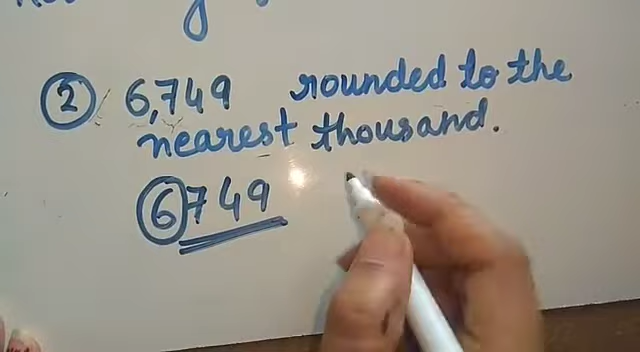 ② 6,749 rounded to the
nearest thousand.
6749